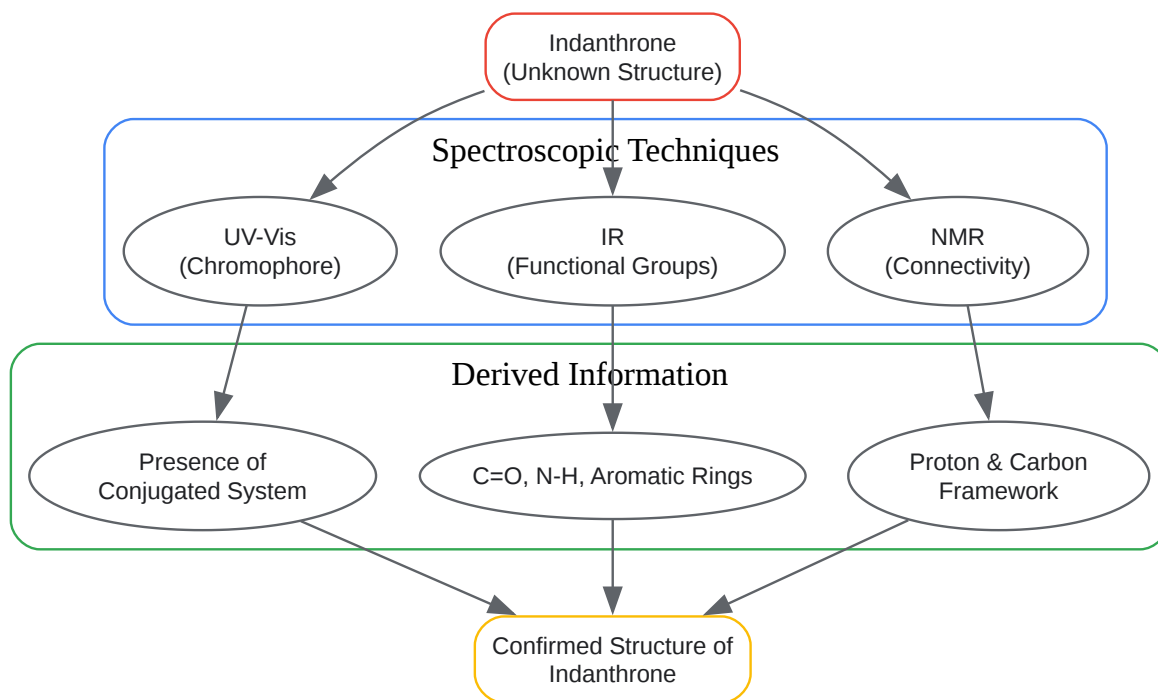 Indanthrone
(Unknown Structure)
Spectroscopic Techniques
UV-Vis
(Chromophore)
IR
(Functional Groups)
NMR
(Connectivity)
Derived Information
Presence of
Conjugated System
C=O, N-H, Aromatic Rings
Proton & Carbon
Framework
Confirmed Structure of
Indanthrone